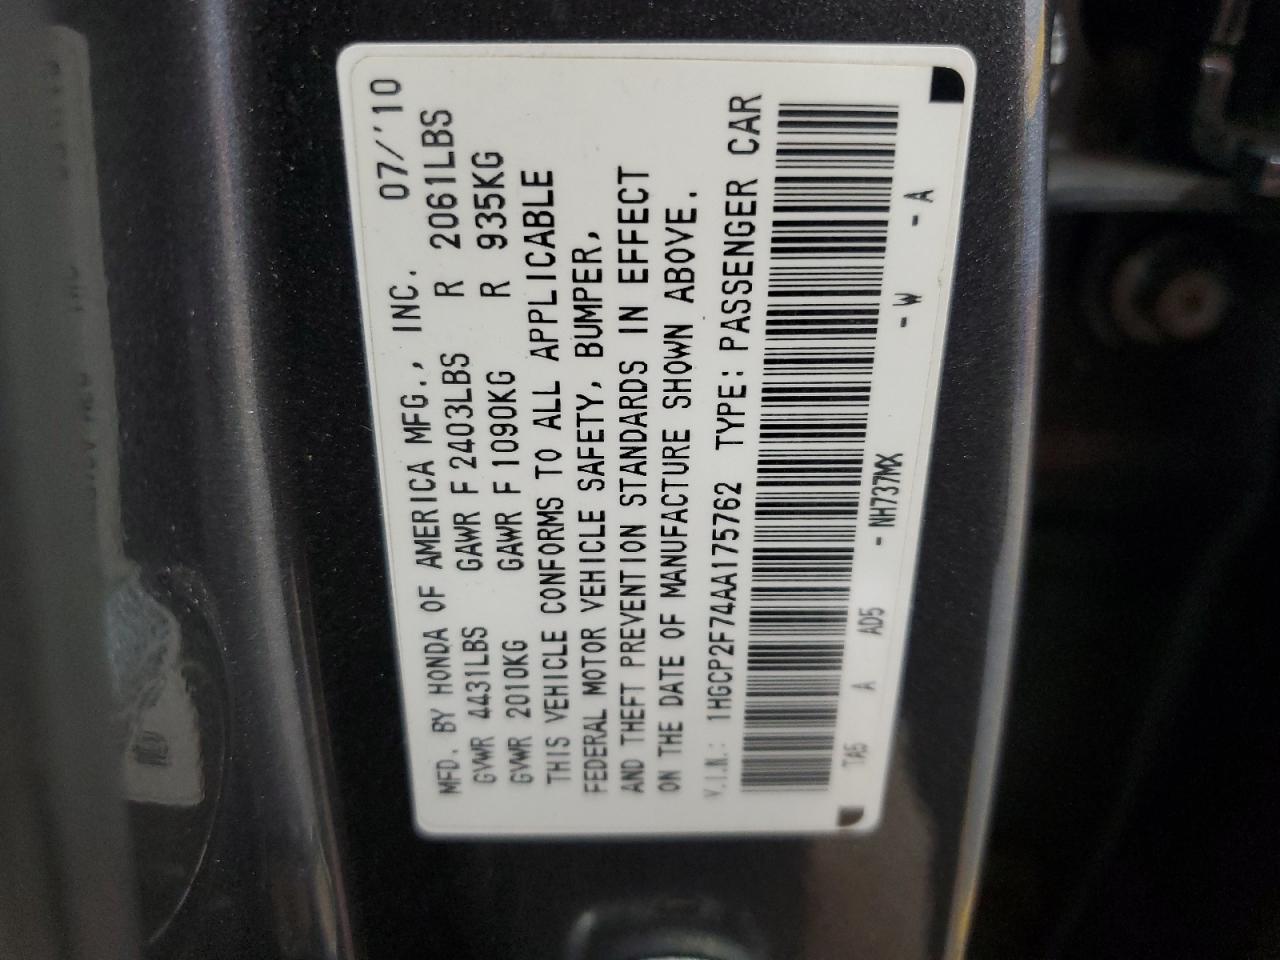 MFD. BY HONDA OF AMERICA MFG., INC. 07/'10
GVWR 4431LBS GAWR F 2403LBS R 2061LBS
GVWR 2010KG GAWR F 1090KG R 935KG
THIS VEHICLE CONFORMS TO ALL APPLICABLE
FEDERAL MOTOR VEHICLE SAFETY, BUMPER,
AND THEFT PREVENTION STANDARDS IN EFFECT
ON THE DATE OF MANUFACTURE SHOWN ABOVE.
V.I.N.: 1HGCP2F74AA175762 TYPE: PASSENGER CAR
TA5 A AD5 - NH737MX - W - A